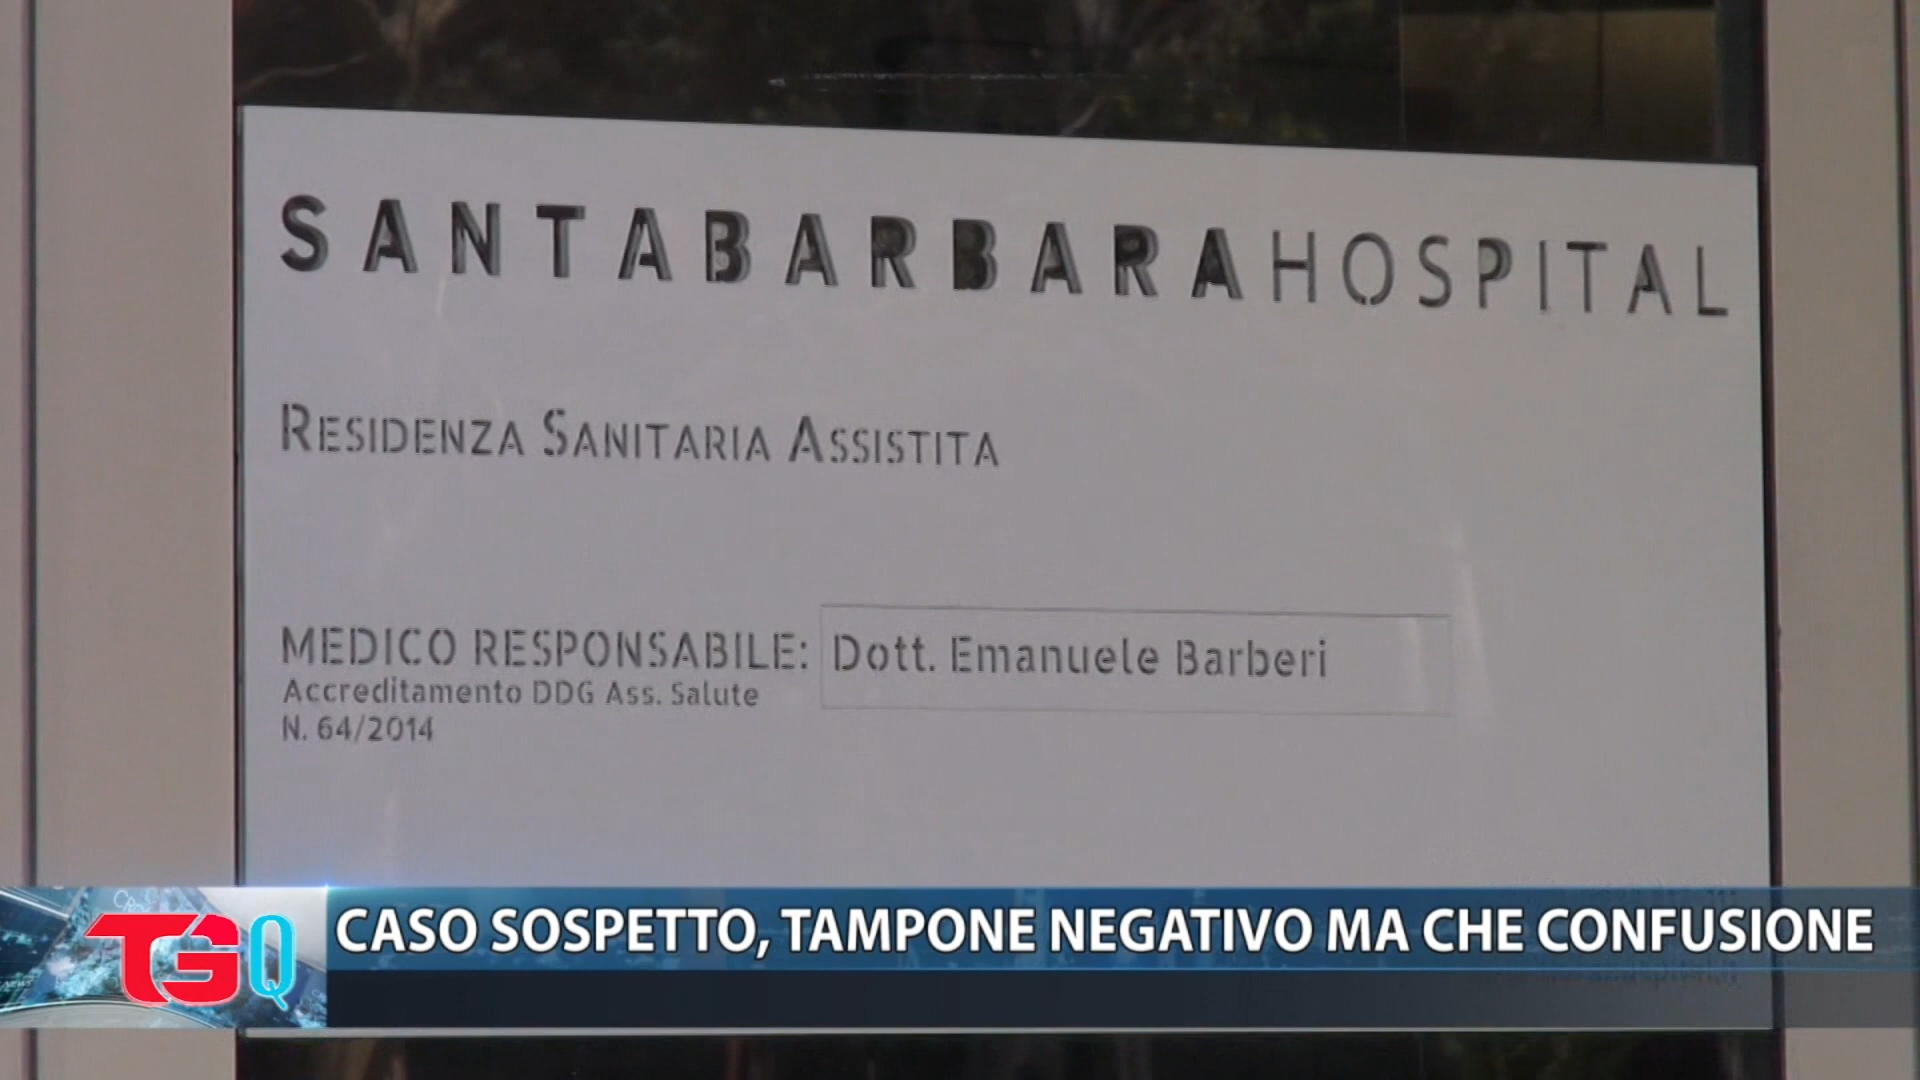 SANTABARBARAHOSPITAL
RESIDENZA SANITARIA ASSISTITA
MEDICO RESPONSABILE: Dott. Emanuele Barberi
Accreditamento DDG Ass. Salute
N. 64/2014
TGQ CASO SOSPETTO, TAMPONE NEGATIVO MA CHE CONFUSIONE